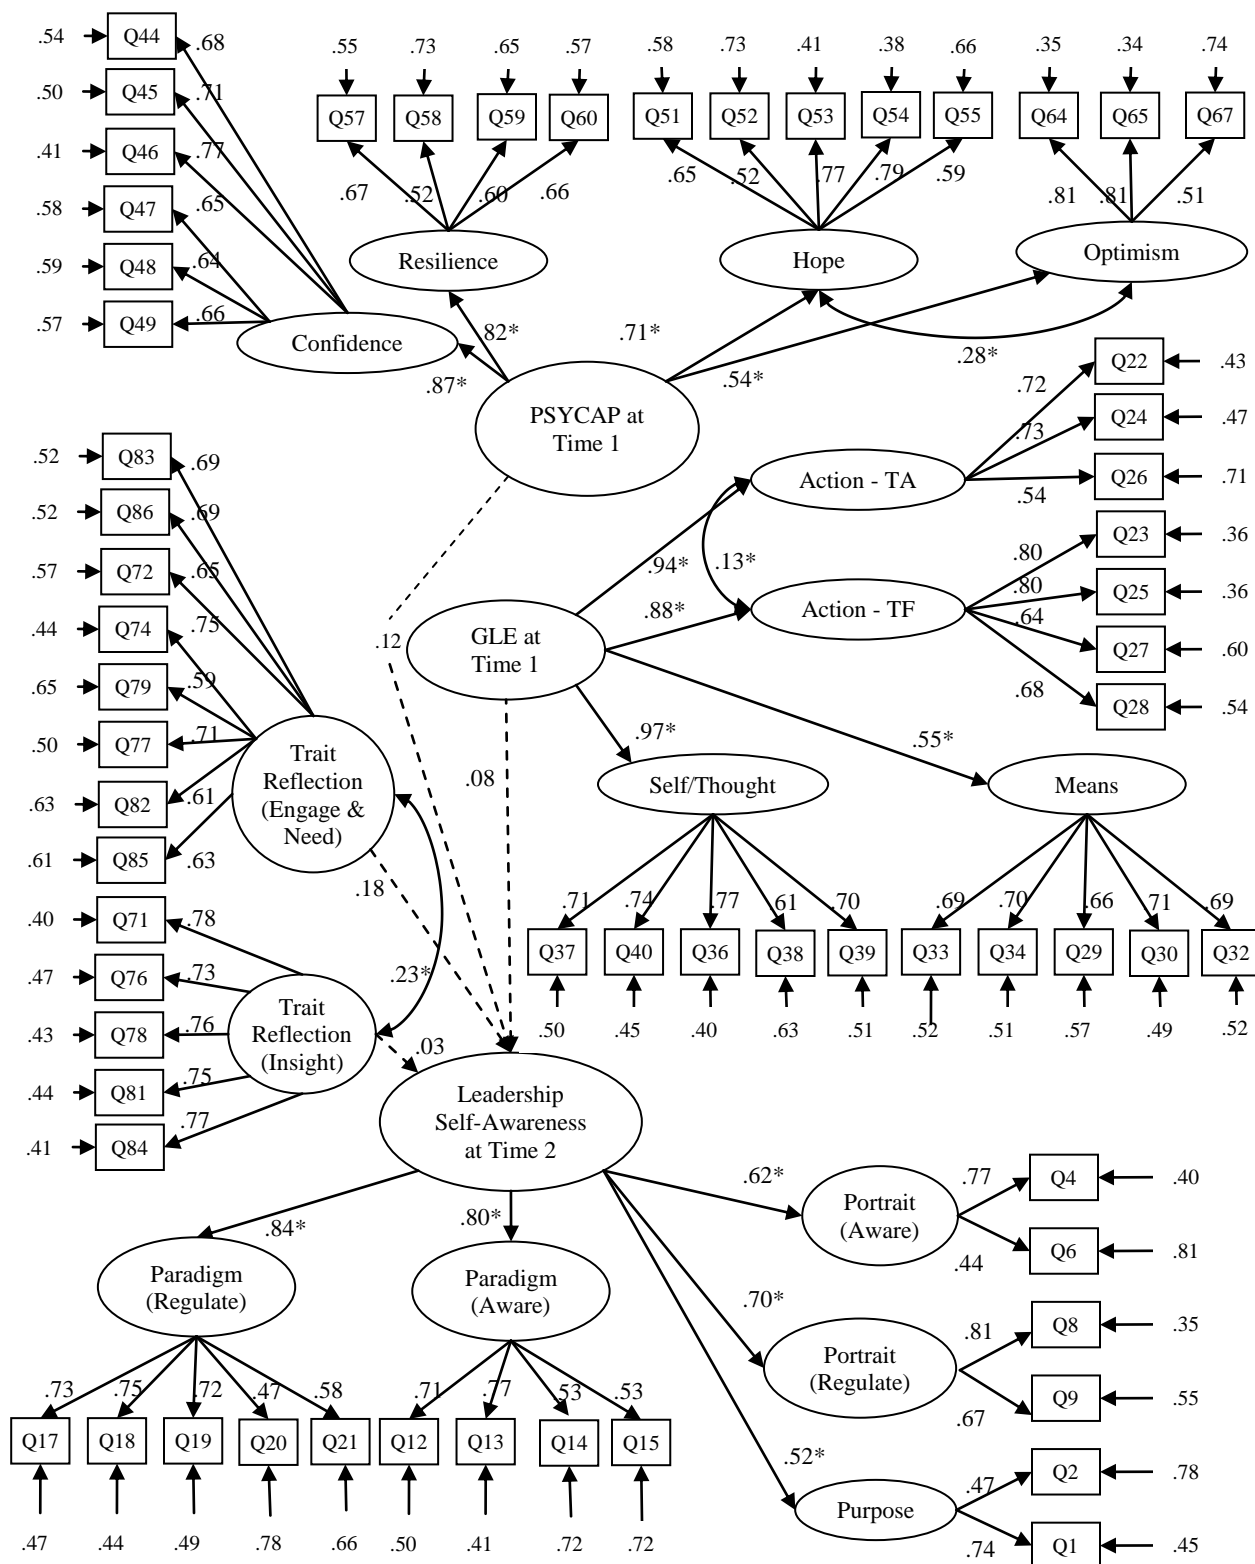 .54 Q44 .68
.50 Q45 .71
.41 Q46 .77
.58 Q47 .65
.59 Q48 .64
.57 Q49 .66
Confidence
.55 .73 .65 .57
Q57 Q58 Q59 Q60
.67 .52 .60 .66
Resilience
.58 .73 .41 .38 .66
Q51 Q52 Q53 Q54 Q55
.65 .52 .77 .79 .59
Hope
.35 .34 .74
Q64 Q65 Q67
.81 .81 .51
Optimism
.87* .82* .71* .54* .28*
PSYCAP at
Time 1
.72 Q22 .43
.73 Q24 .47
.54 Q26 .71
Action - TA
.80 Q23 .36
.80 Q25 .36
.64 Q27 .60
.68 Q28 .54
Action - TF
.94* .13*
.88*
GLE at
Time 1
.12
.08
.97* .55*
.52 Q83 .69
.52 Q86 .69
.57 Q72 .65
.44 Q74 .75
.65 Q79 .59
.50 Q77 .71
.63 Q82 .61
.61 Q85 .63
Trait
Reflection
(Engage &
Need)
.18
.23*
.40 Q71 .78
.47 Q76 .73
.43 Q78 .76
.44 Q81 .75
.41 Q84 .77
Trait
Reflection
(Insight)
.03
Self/Thought
.71 .74 .77 .61 .70
Q37 Q40 Q36 Q38 Q39
.50 .45 .40 .63 .51
Means
.69 .70 .66 .71 .69
Q33 Q34 Q29 Q30 Q32
.52 .51 .57 .49 .52
Leadership
Self-Awareness
at Time 2
.84* .80* .62* .70* .52*
Paradigm
(Regulate)
.73 .75 .72 .47 .58
Q17 Q18 Q19 Q20 Q21
.47 .44 .49 .78 .66
Paradigm
(Aware)
.71 .77 .53 .53
Q12 Q13 Q14 Q15
.50 .41 .72 .72
Portrait
(Aware)
.77 Q4 .40
.44 Q6 .81
Portrait
(Regulate)
.81 Q8 .35
.67 Q9 .55
Purpose
.47 Q2 .78
.74 Q1 .45